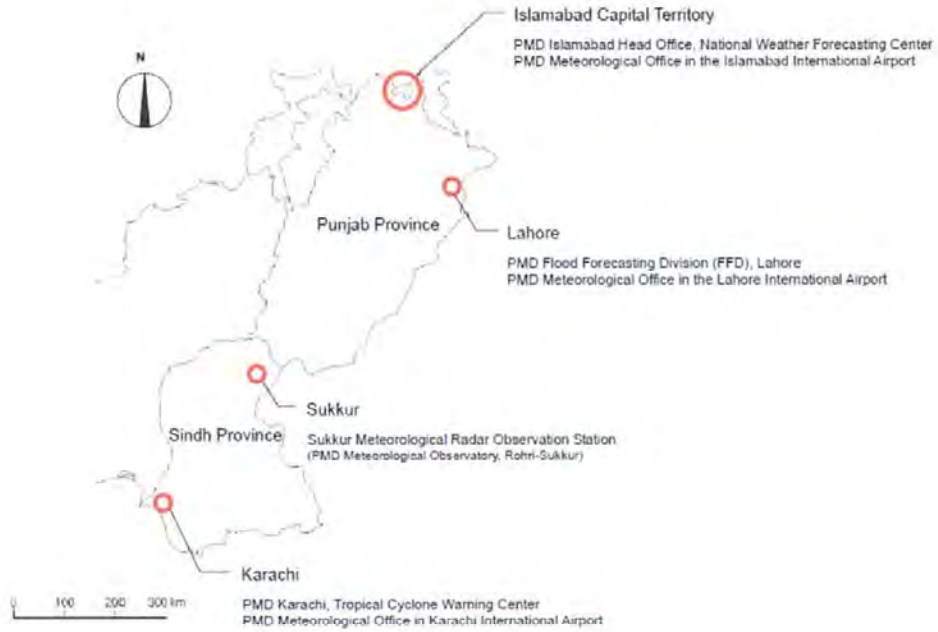 Islamabad Capital Territory
PMD Islamabad Head Office, National Weather Forecasting Center
PMD Meteorological Office in the Islamabad International Airport
N
Punjab Province
Lahore
PMD Flood Forecasting Division (FFD), Lahore
PMD Meteorological Office in the Lahore International Airport
Sukkur
Sindh Province
Sukkur Meteorological Radar Observation Station
(PMD Meteorological Observatory, Rohri-Sukkur)
Karachi
0 100 200 300 km
PMD Karachi, Tropical Cyclone Warning Center
PMD Meteorological Office in Karachi International Airport